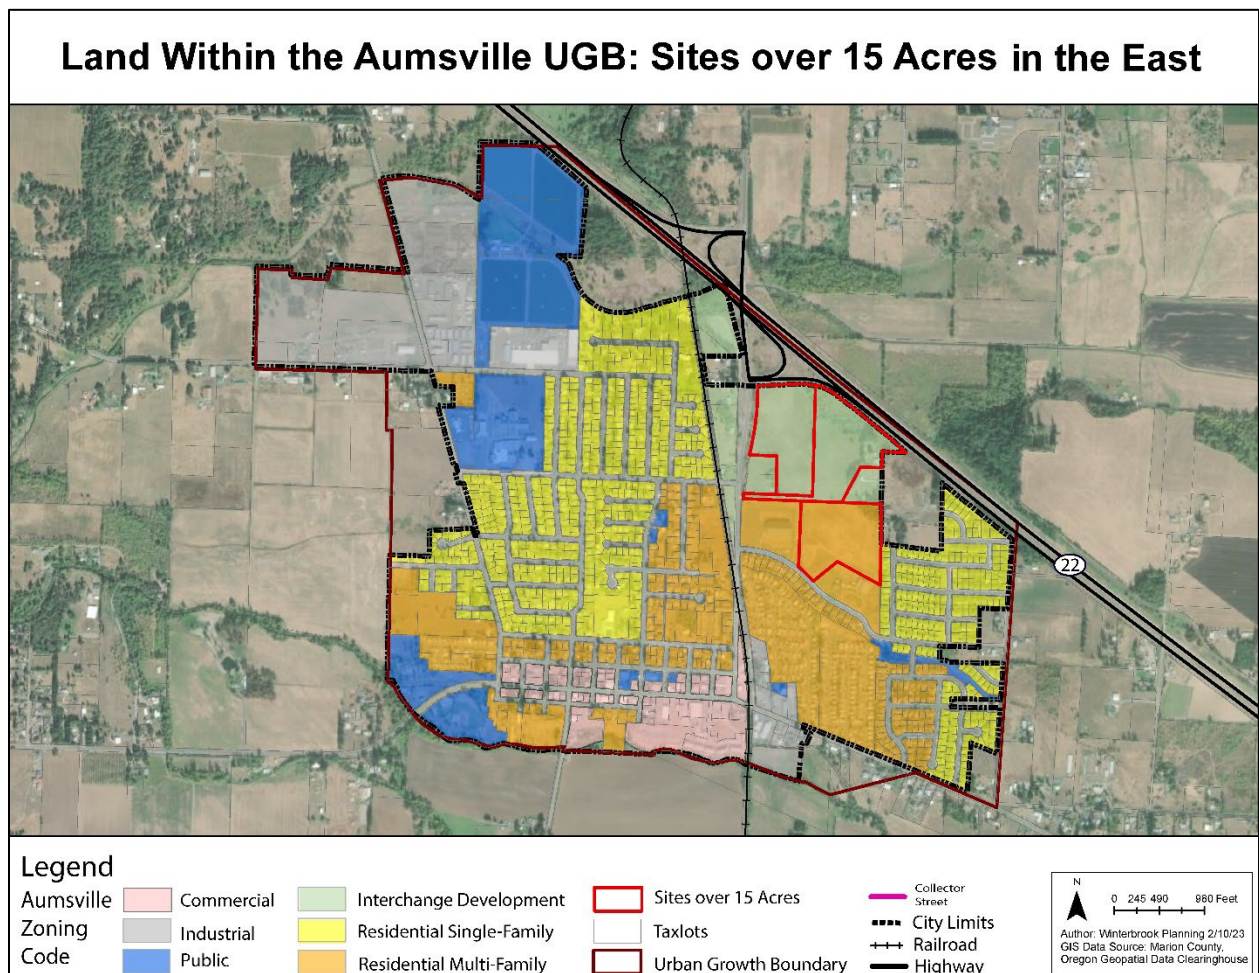 Land Within the Aumsville UGB: Sites over 15 Acres in the East
22
Legend
Aumsville
Zoning
Code
Commercial
Industrial
Public
Interchange Development
Residential Single-Family
Residential Multi-Family
Sites over 15 Acres
Taxlots
Urban Growth Boundary
Collector
Street
City Limits
Railroad
Highway
N
0 245 490 980 Feet
Author: Winterbrook Planning 2/10/23
GIS Data Source: Marion County,
Oregon Geospatial Data Clearinghouse